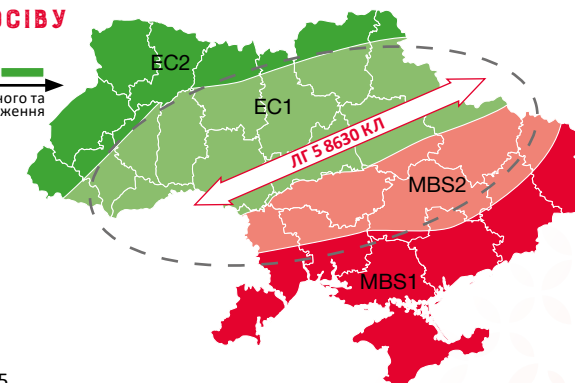 ОСІВУ
ного та
ження
EC2
EC1
ЛГ 5 8630 КЛ
MBS2
MBS1
5